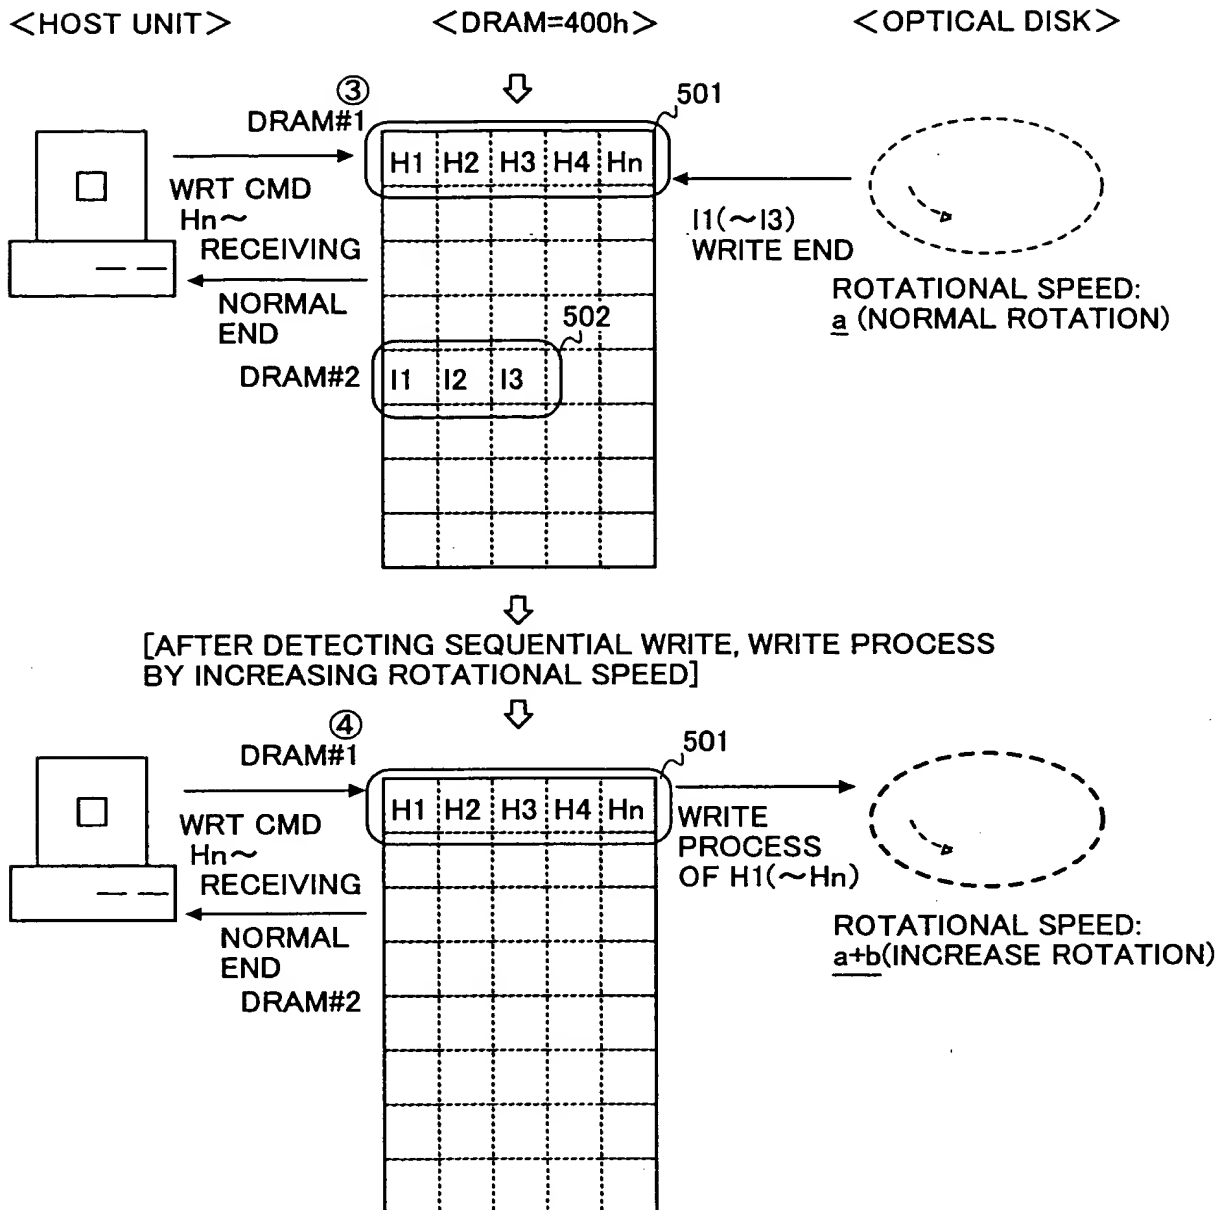 <HOST UNIT>
<DRAM=400h>
<OPTICAL DISK>
③
DRAM#1
501
H1 H2 H3 H4 Hn
WRT CMD
Hn~
RECEIVING
NORMAL
END
I1(~I3)
WRITE END
ROTATIONAL SPEED:
a (NORMAL ROTATION)
502
DRAM#2
I1 I2 I3
[AFTER DETECTING SEQUENTIAL WRITE, WRITE PROCESS
BY INCREASING ROTATIONAL SPEED]
④
DRAM#1
501
H1 H2 H3 H4 Hn
WRT CMD
Hn~
RECEIVING
NORMAL
END
DRAM#2
WRITE
PROCESS
OF H1(~Hn)
ROTATIONAL SPEED:
a+b(INCREASE ROTATION)